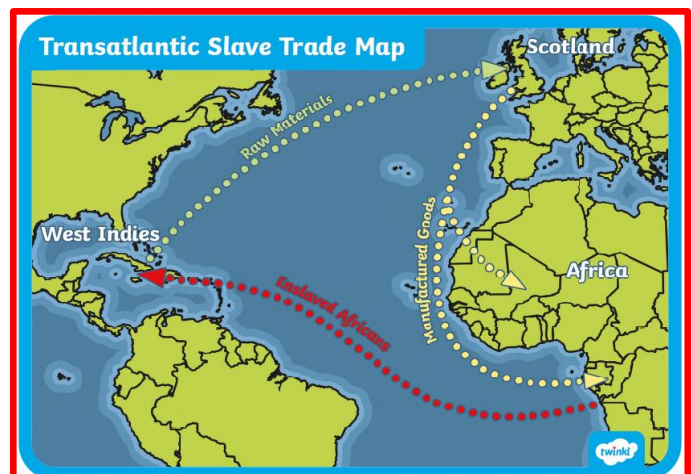 Transatlantic Slave Trade Map
Scotland
Raw Materials
West Indies
Manufactured Goods
Africa
Enslaved Africans
twinkl